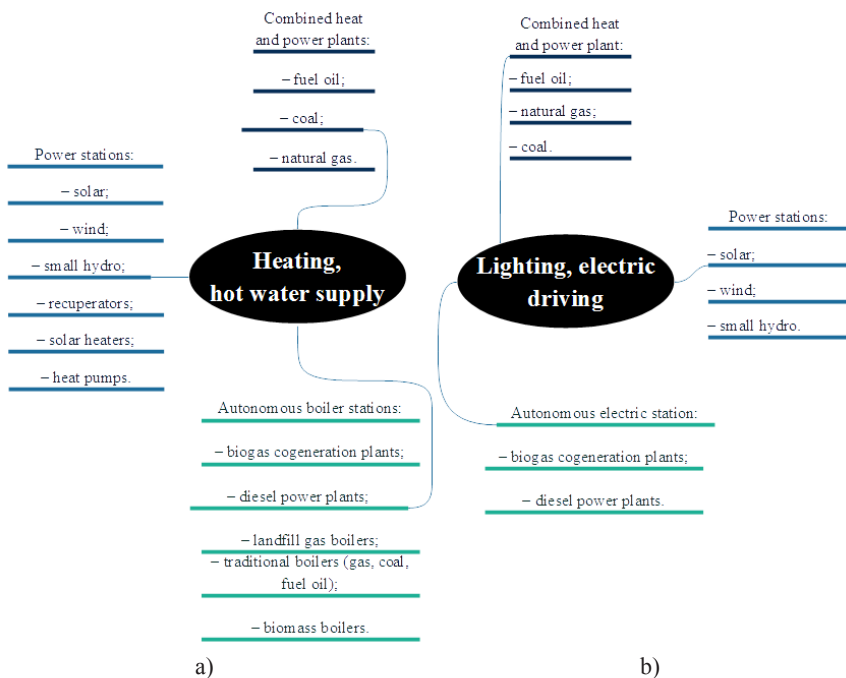 Combined heat
and power plants:
– fuel oil;
– coal;
– natural gas.
Power stations:
– solar;
– wind;
– small hydro;
– recuperators;
– solar heaters;
– heat pumps.
Heating,
hot water supply
Autonomous boiler stations:
– biogas cogeneration plants;
– diesel power plants;
– landfill gas boilers;
– traditional boilers (gas, coal,
fuel oil);
– biomass boilers.
a)
Combined heat
and power plant:
– fuel oil;
– natural gas;
– coal.
Lighting, electric
driving
Power stations:
– solar;
– wind;
– small hydro.
Autonomous electric station:
– biogas cogeneration plants;
– diesel power plants.
b)